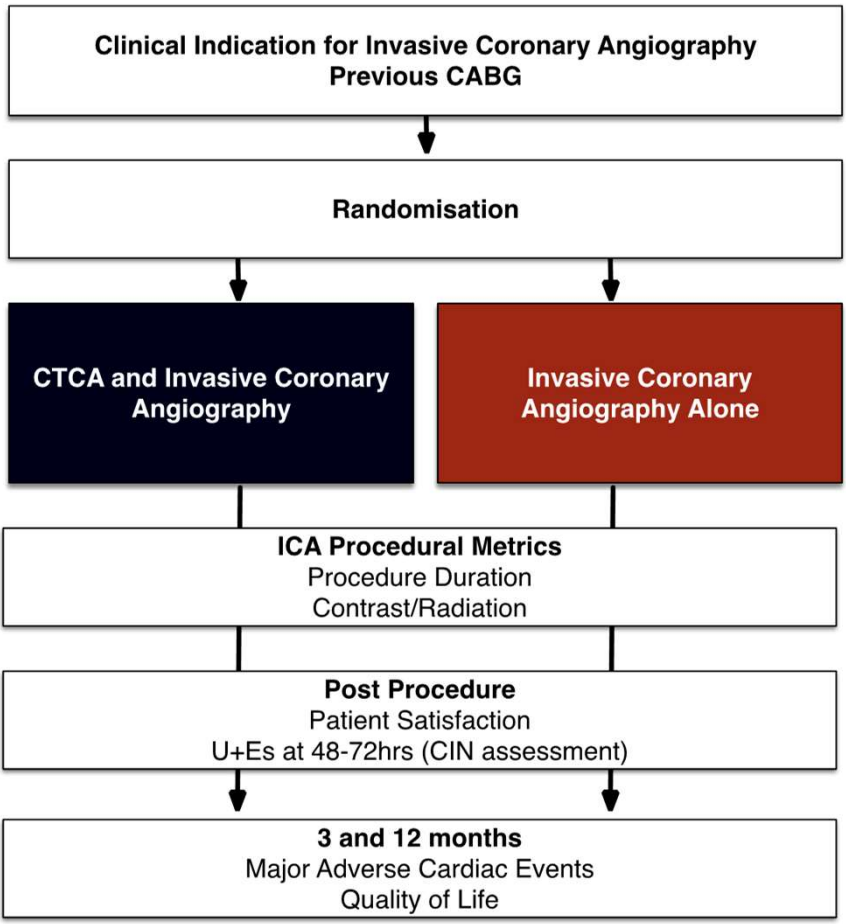 Clinical Indication for Invasive Coronary Angiography
Previous CABG
Randomisation
CTCA and Invasive Coronary
Angiography
Invasive Coronary
Angiography Alone
ICA Procedural Metrics
Procedure Duration
Contrast/Radiation
Post Procedure
Patient Satisfaction
U+Es at 48-72hrs (CIN assessment)
3 and 12 months
Major Adverse Cardiac Events
Quality of Life